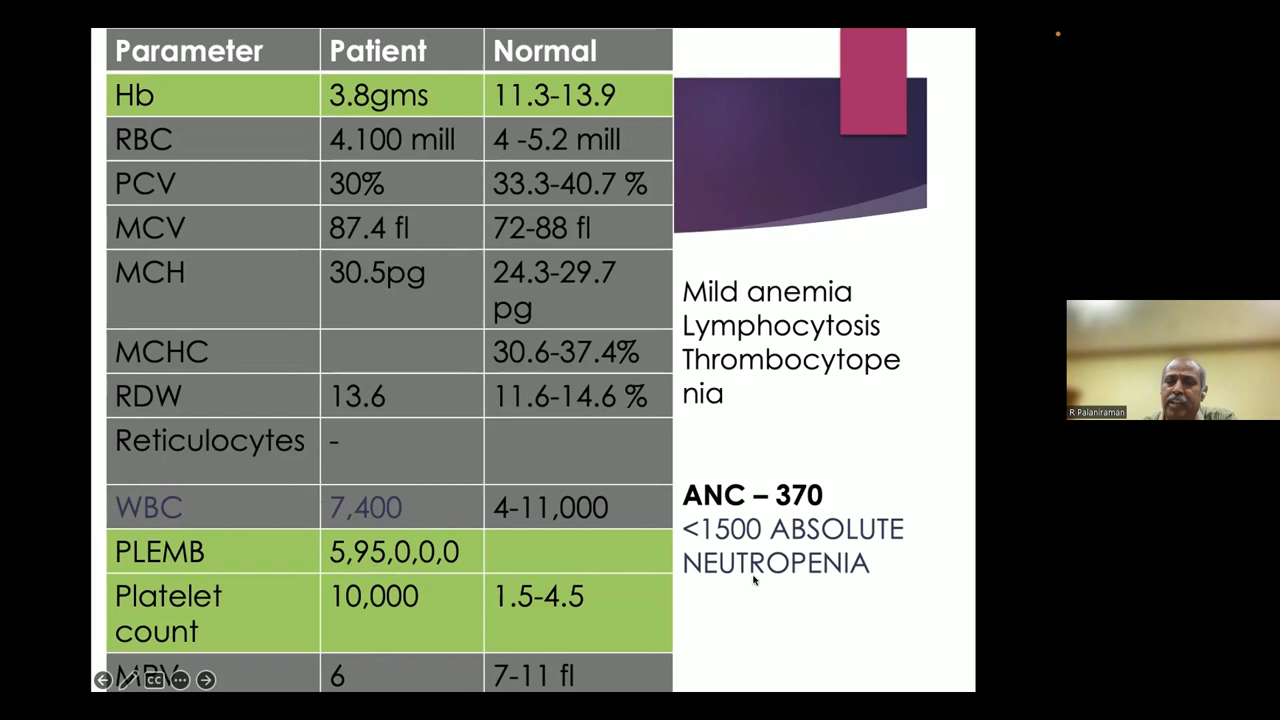 Parameter Patient Normal
Hb 3.8gms 11.3-13.9
RBC 4.100 mill 4 -5.2 mill
PCV 30% 33.3-40.7 %
MCV 87.4 fl 72-88 fl
MCH 30.5pg 24.3-29.7
pg
MCHC 30.6-37.4%
RDW 13.6 11.6-14.6 %
Reticulocytes -
WBC 7,400 4-11,000
PLEMB 5,95,0,0,0
Platelet 10,000 1.5-4.5
count
MPV 6 7-11 fl
Mild anemia
Lymphocytosis
Thrombocytope
nia
ANC – 370
<1500 ABSOLUTE
NEUTROPENIA
CC
R Palaniraman